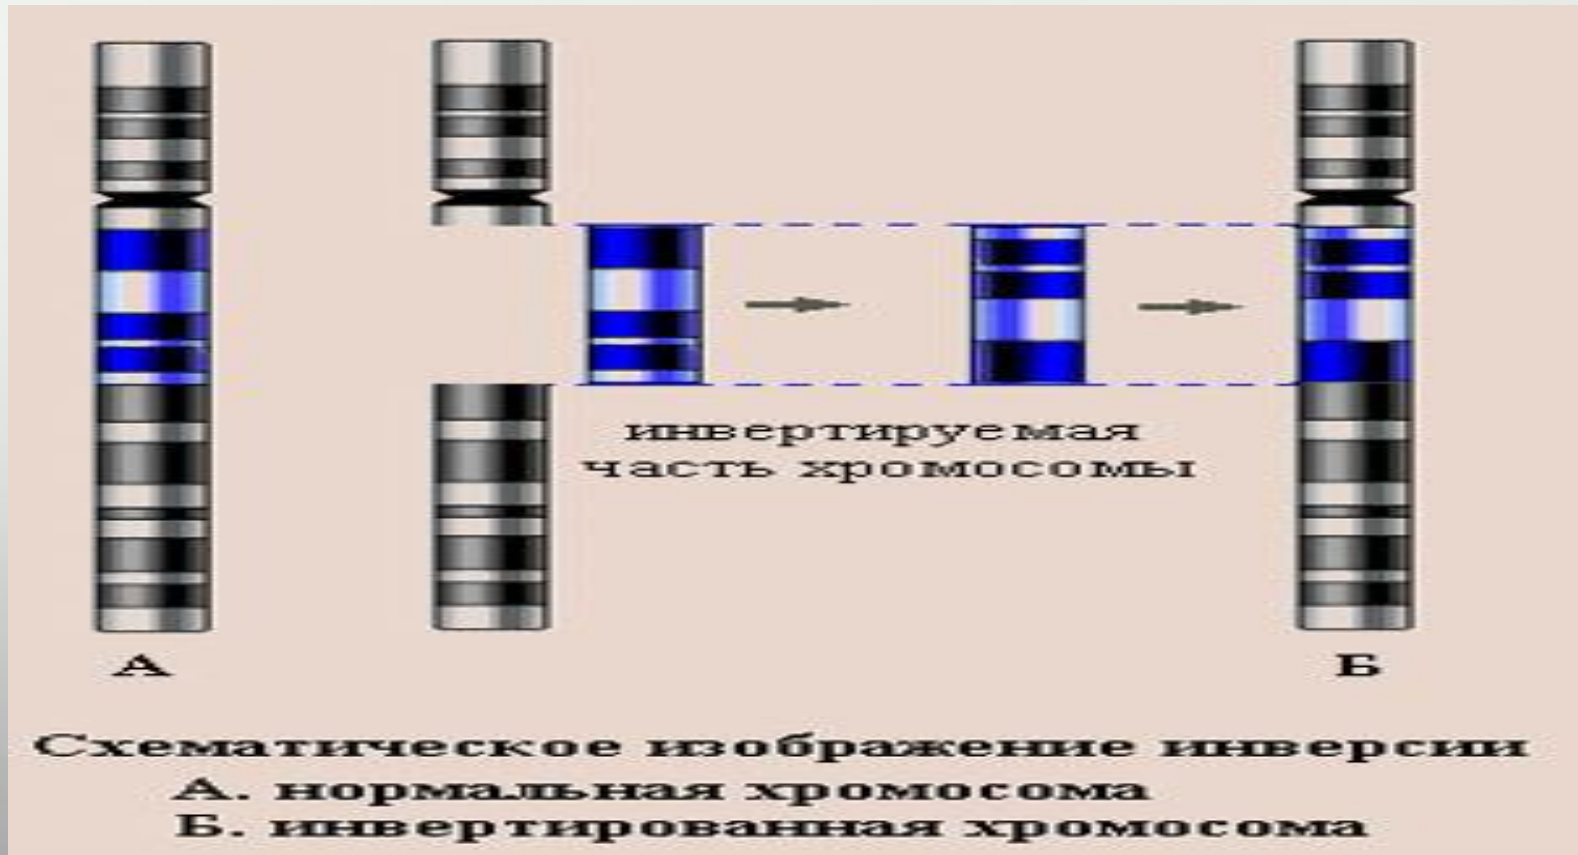 инвертируемая
часть хромосомы
А Б
Схематическое изображение инверсии
А. нормальная хромосома
Б. инвертированная хромосома